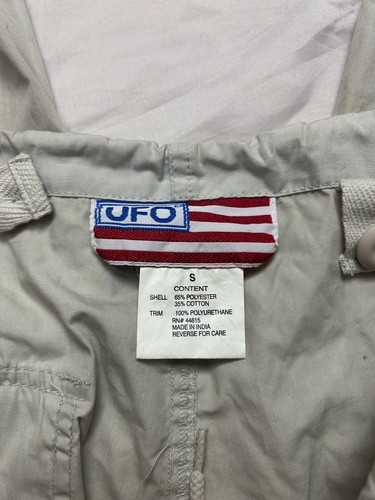 UFO
S
CONTENT
SHELL 65% POLYESTER
35% COTTON
TRIM 100% POLYURETHANE
RN# 44615
MADE IN INDIA
REVERSE FOR CARE